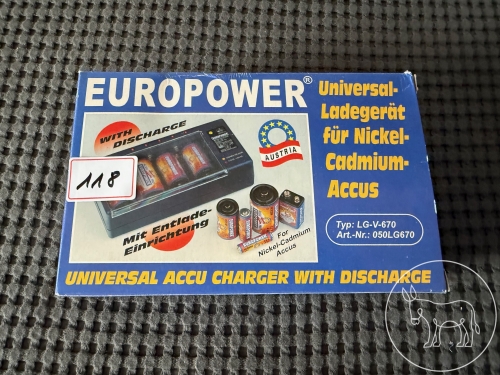 EUROPOWER®
Universal-
Ladegerät
für Nickel-
Cadmium-
Accus
WITH DISCHARGE
AUSTRIA
118
Mit Entlade-
Einrichtung
For
Nickel-Cadmium
Accus
Typ: LG-V-670
Art.-Nr.: 050LG670
UNIVERSAL ACCU CHARGER WITH DISCHARGE